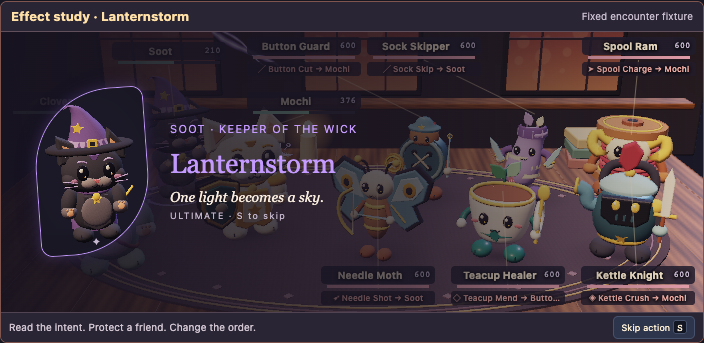 Effect study · Lanternstorm
Fixed encounter fixture
Soot 210
Button Guard 600
Button Cut → Mochi
Sock Skipper 600
Sock Skip → Soot
Spool Ram 600
Spool Charge → Mochi
Mochi 376
SOOT · KEEPER OF THE WICK
Lanternstorm
One light becomes a sky.
ULTIMATE · S to skip
Needle Moth 600
Needle Shot → Soot
Teacup Healer 600
Teacup Mend → Butto…
Kettle Knight 600
Kettle Crush → Mochi
Read the intent. Protect a friend. Change the order.
Skip action S